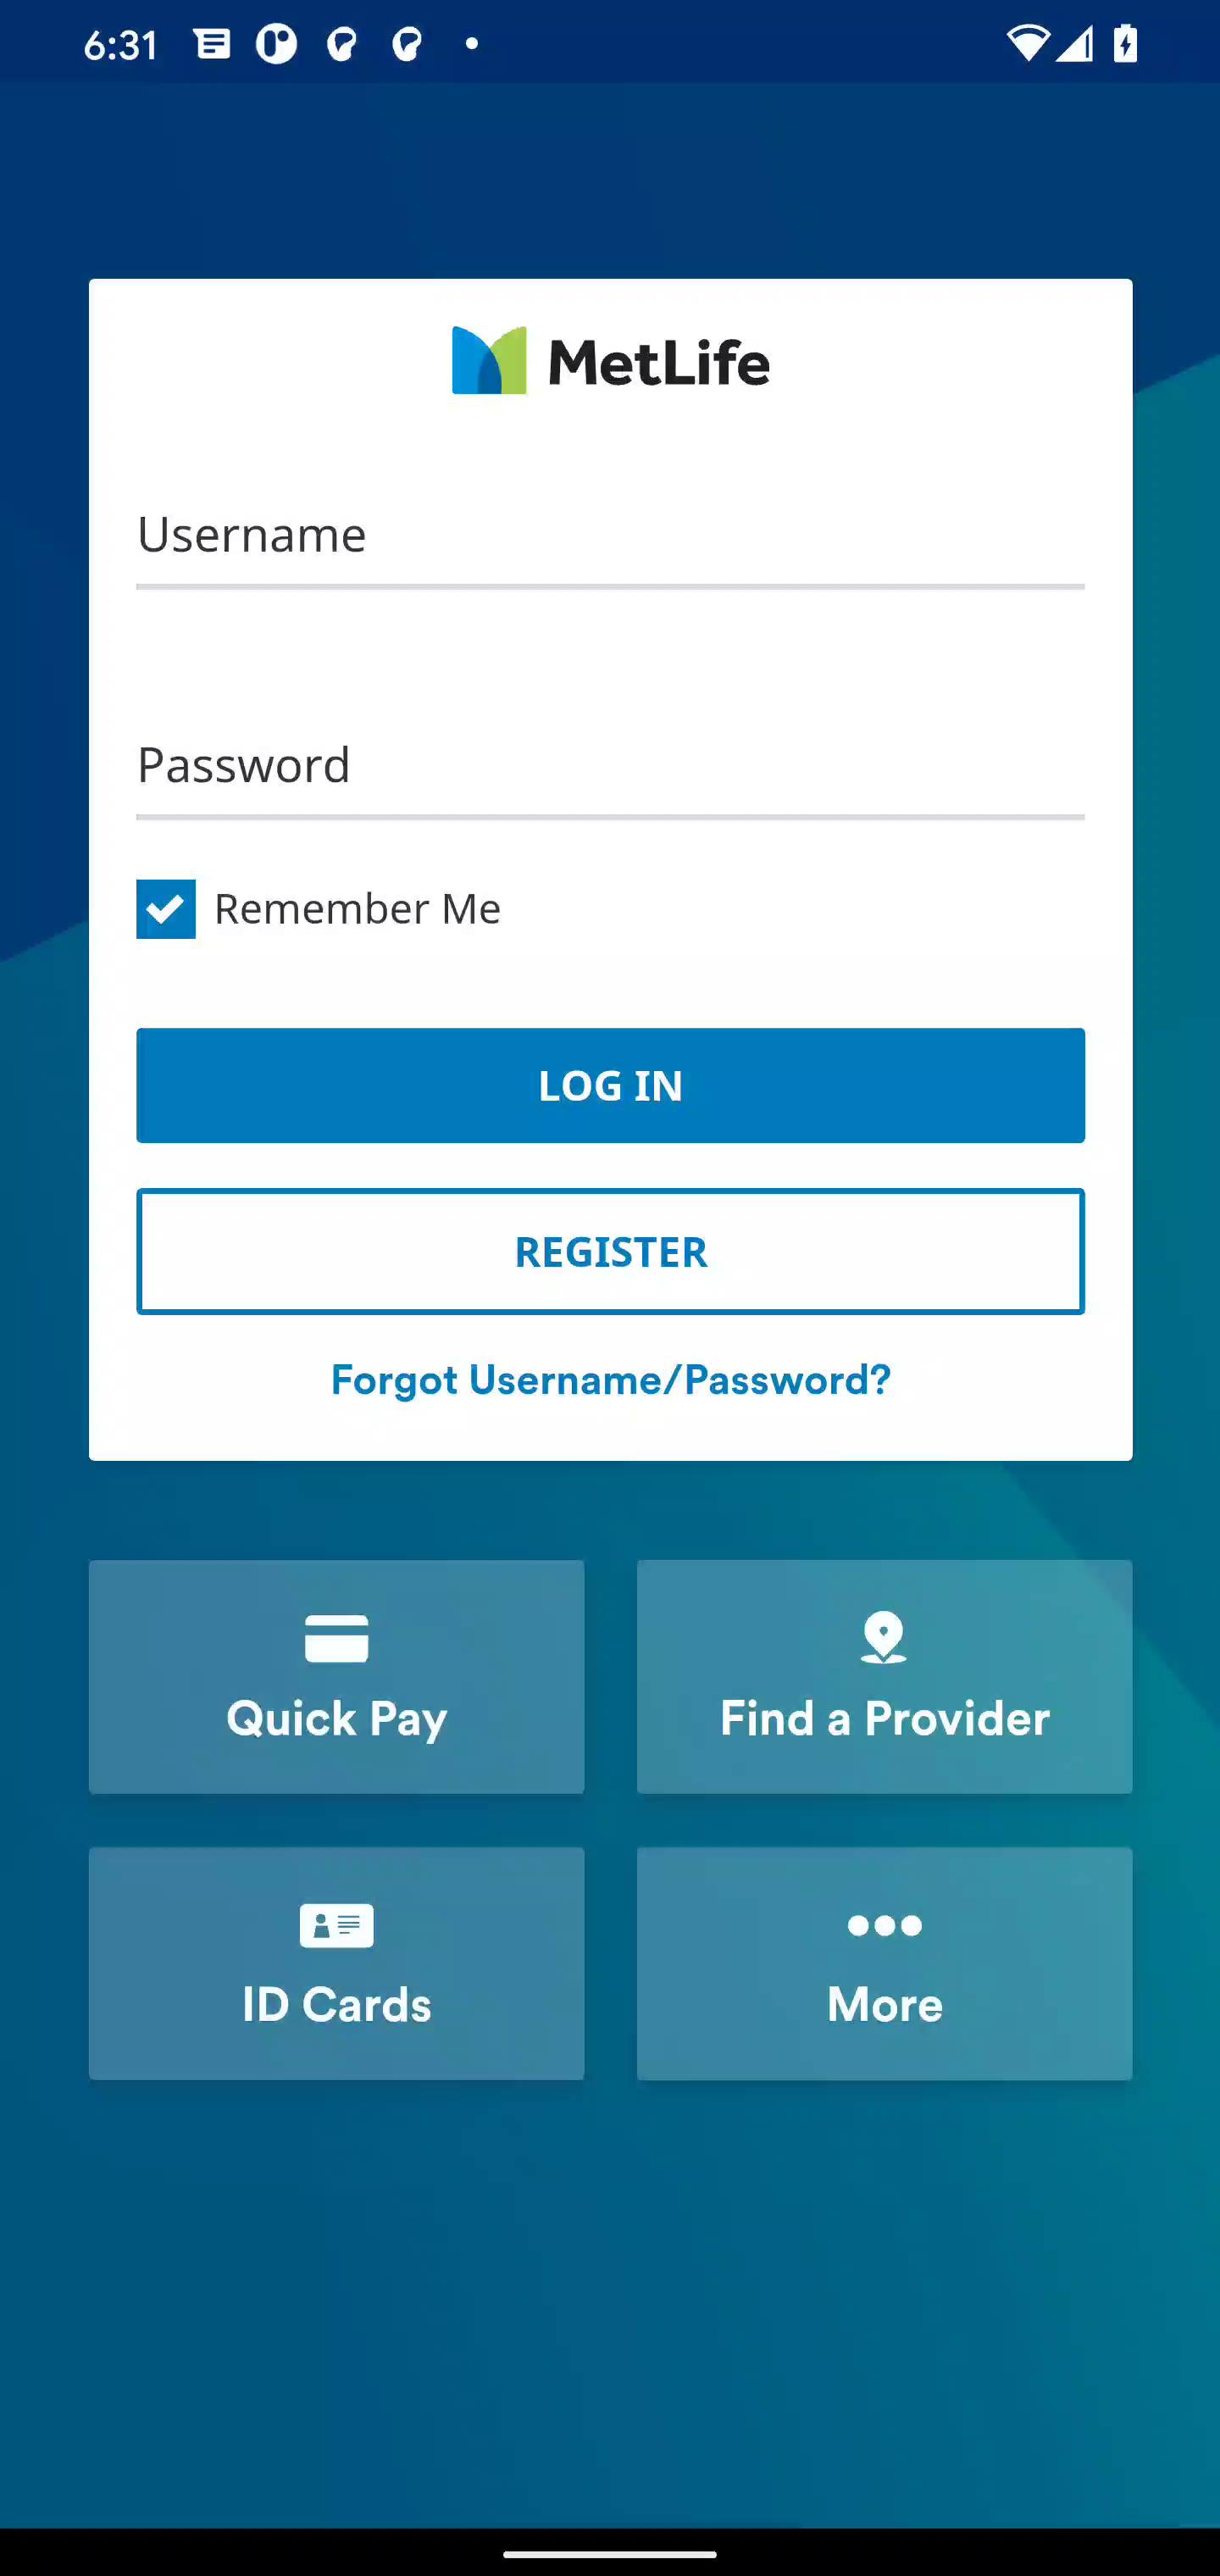 6:31
MetLife
Username
Password
Remember Me
LOG IN
REGISTER
Forgot Username/Password?
Quick Pay
Find a Provider
ID Cards
More